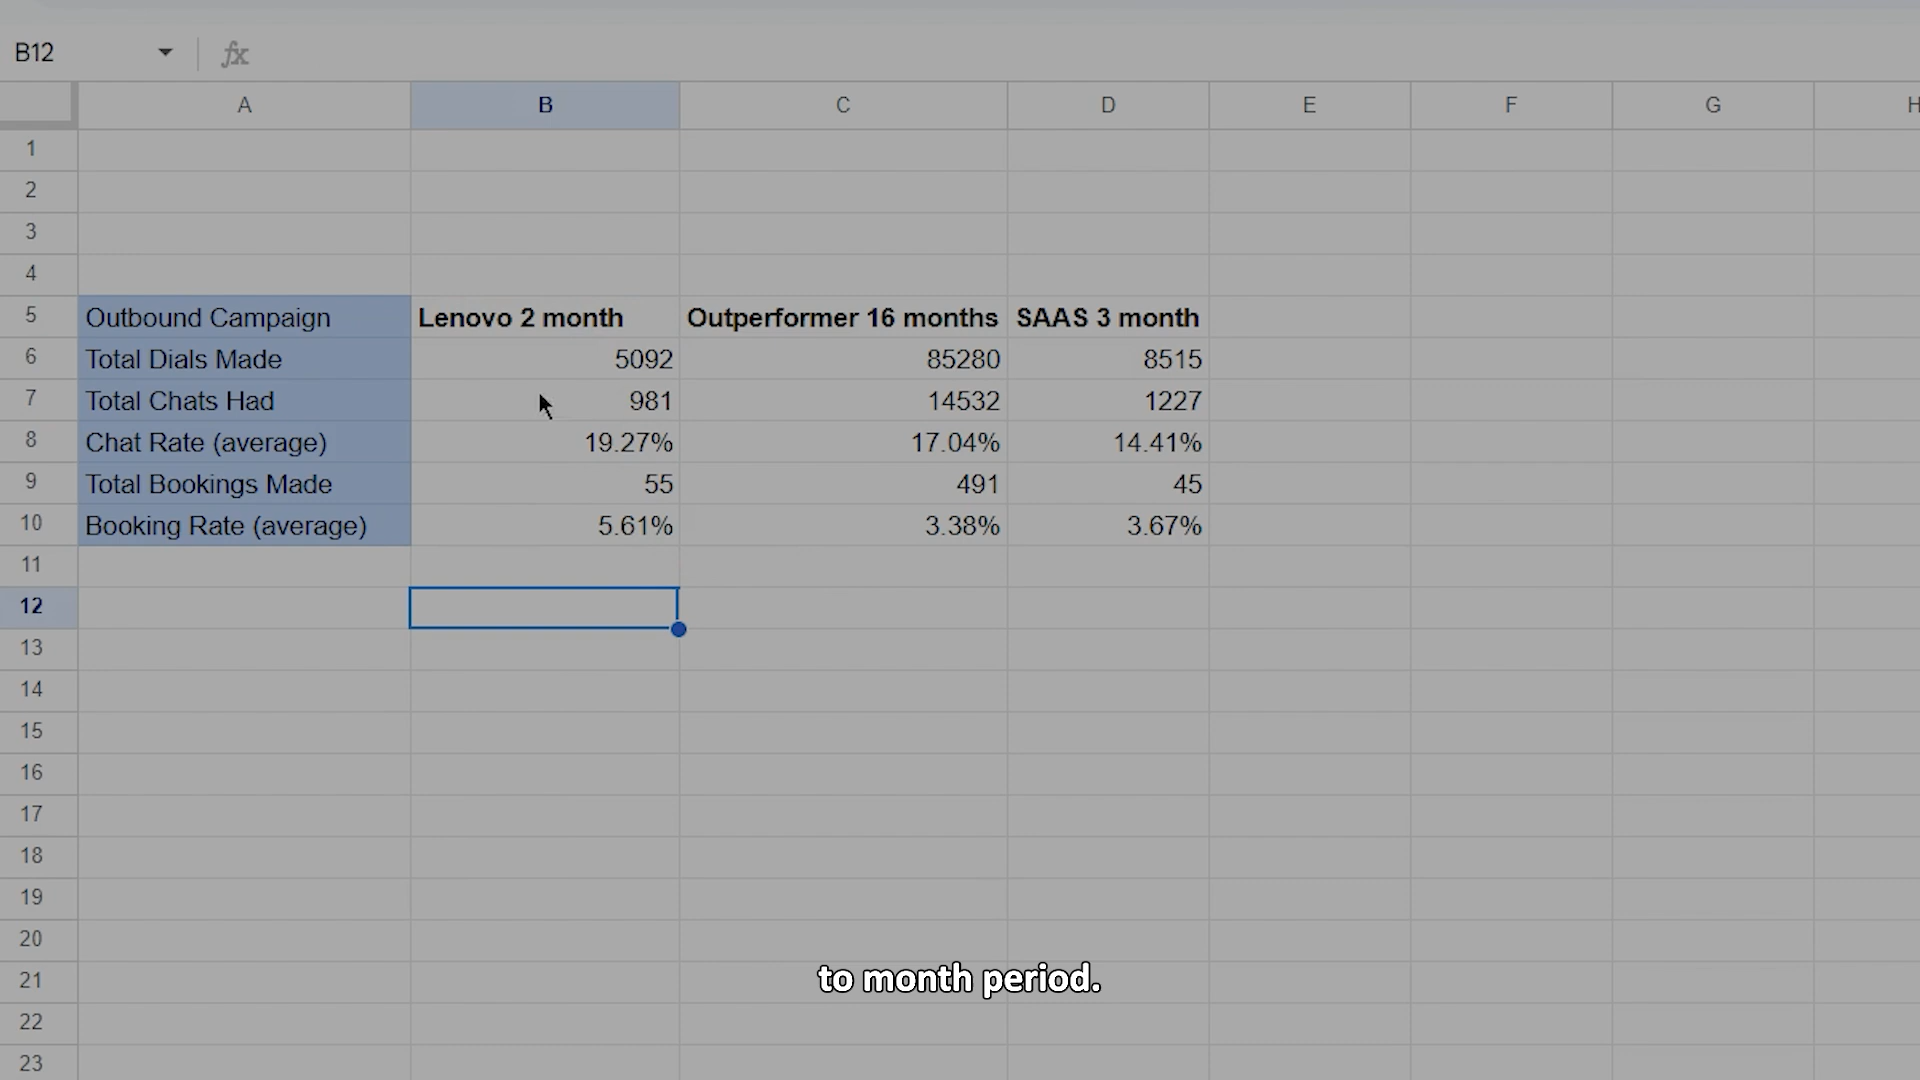 B12
A B C D E F G H
1
2
3
4
5 Outbound Campaign Lenovo 2 month Outperformer 16 months SAAS 3 month
6 Total Dials Made 5092 85280 8515
7 Total Chats Had 981 14532 1227
8 Chat Rate (average) 19.27% 17.04% 14.41%
9 Total Bookings Made 55 491 45
10 Booking Rate (average) 5.61% 3.38% 3.67%
11
12
13
14
15
16
17
18
19
20
to month period.
21
22
23